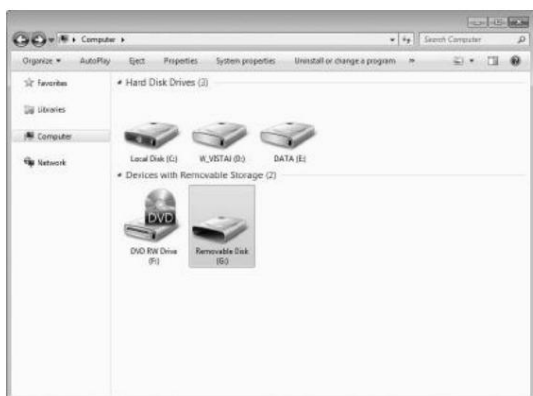 Computer
Search Computer
Organize
AutoPlay
Eject
Properties
System properties
Uninstall or change a program
»
Favorites
Libraries
Computer
Network
Hard Disk Drives (3)
Local Disk (C:)
W_VISTAI (D:)
DATA (E:)
Devices with Removable Storage (2)
DVD
DVD RW Drive
(F:)
Removable Disk
(G:)